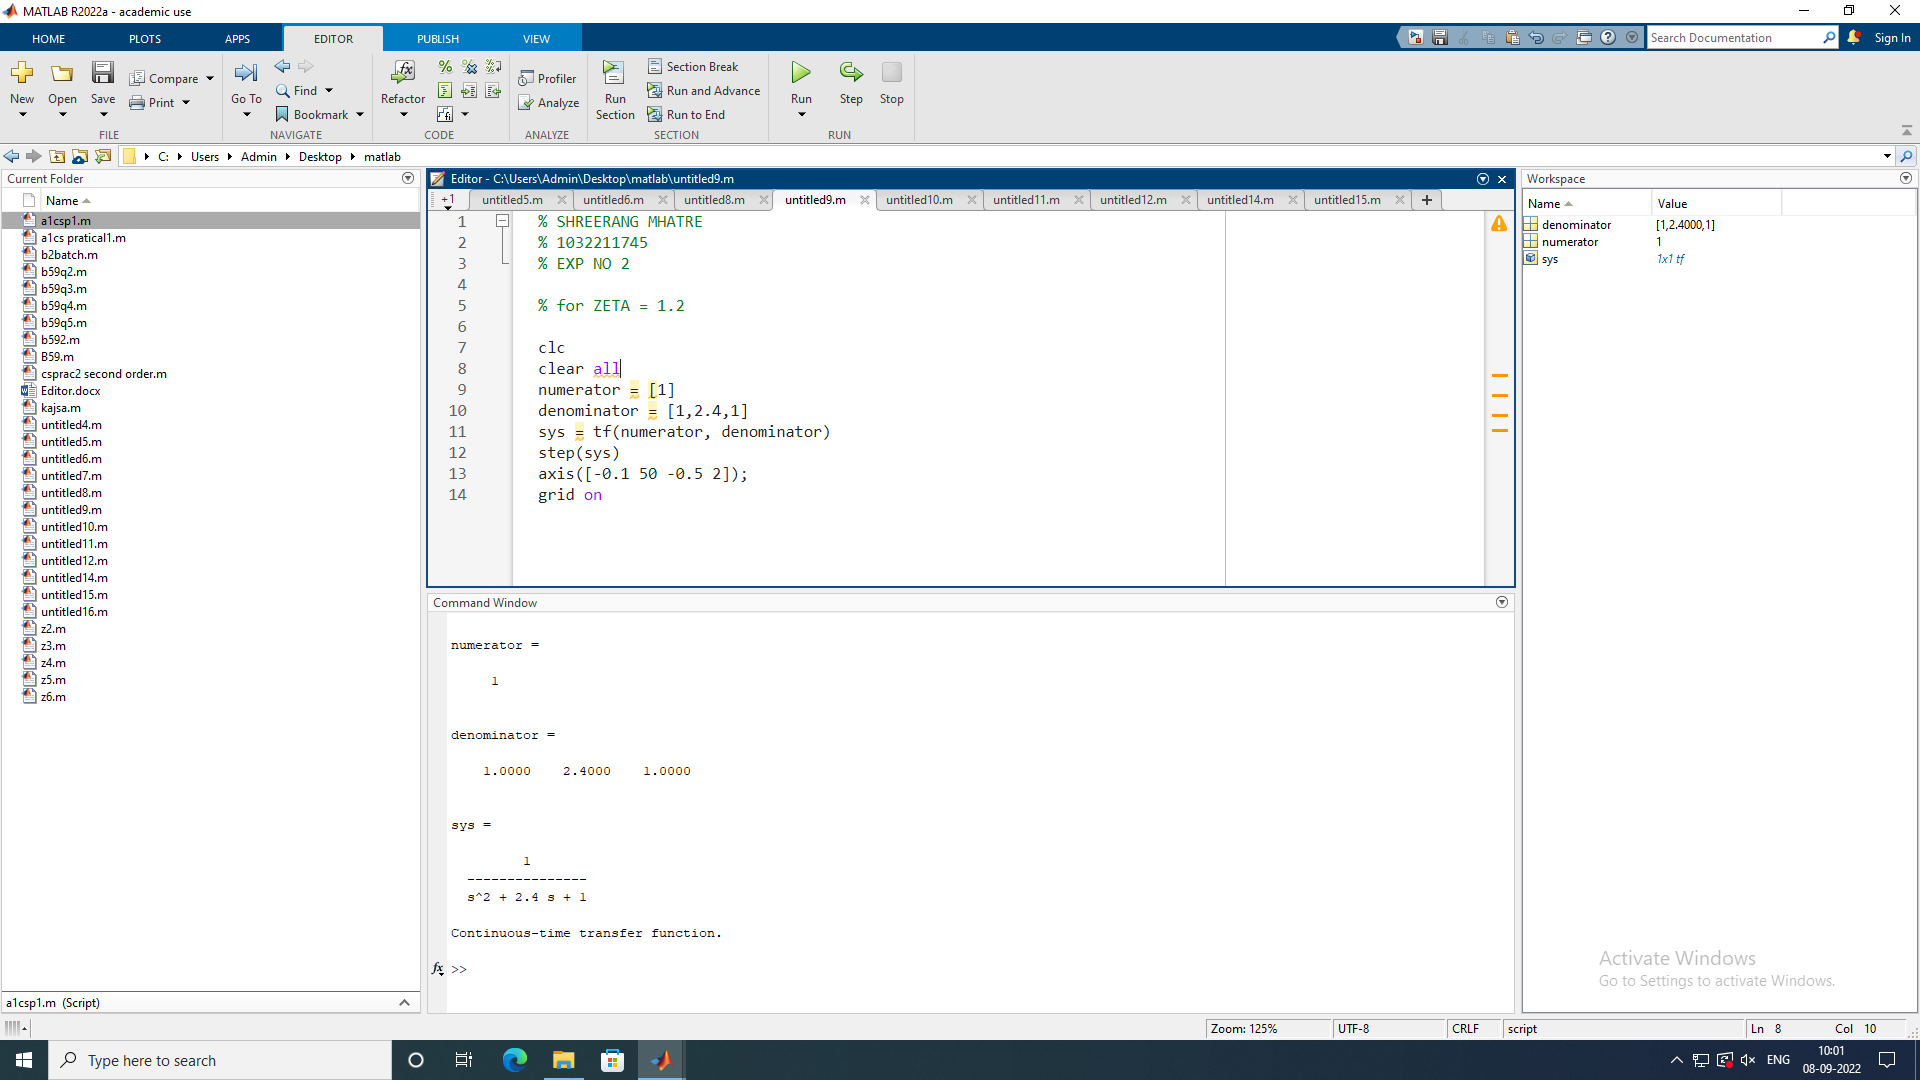 MATLAB R2022a - academic use
HOME PLOTS APPS EDITOR PUBLISH VIEW
Search Documentation
Sign In
New Open Save Compare Print
FILE
Go To Find Bookmark
NAVIGATE
Refactor
CODE
Profiler
Analyze
ANALYZE
Run Section
Section Break
Run and Advance
Run to End
SECTION
Run Step Stop
RUN
C: Users Admin Desktop matlab
Current Folder
Name
a1csp1.m
a1cs pratical1.m
b2batch.m
b59q2.m
b59q3.m
b59q4.m
b59q5.m
b592.m
B59.m
csprac2 second order.m
Editor.docx
kajsa.m
untitled4.m
untitled5.m
untitled6.m
untitled7.m
untitled8.m
untitled9.m
untitled10.m
untitled11.m
untitled12.m
untitled14.m
untitled15.m
untitled16.m
z2.m
z3.m
z4.m
z5.m
z6.m
a1csp1.m (Script)
Editor - C:\Users\Admin\Desktop\matlab\untitled9.m
+1 untitled5.m untitled6.m untitled8.m untitled9.m untitled10.m untitled11.m untitled12.m untitled14.m untitled15.m
1 % SHREERANG MHATRE
2 % 1032211745
3 % EXP NO 2
4
5 % for ZETA = 1.2
6
7 clc
8 clear all
9 numerator = [1]
10 denominator = [1,2.4,1]
11 sys = tf(numerator, denominator)
12 step(sys)
13 axis([-0.1 50 -0.5 2]);
14 grid on
Command Window
numerator =
1
denominator =
1.0000 2.4000 1.0000
sys =
1
---------------
s^2 + 2.4 s + 1
Continuous-time transfer function.
fx >>
Workspace
Name Value
denominator [1,2.4000,1]
numerator 1
sys 1x1 tf
Activate Windows
Go to Settings to activate Windows.
Zoom: 125% UTF-8 CRLF script Ln 8 Col 10
Type here to search
ENG
10:01
08-09-2022